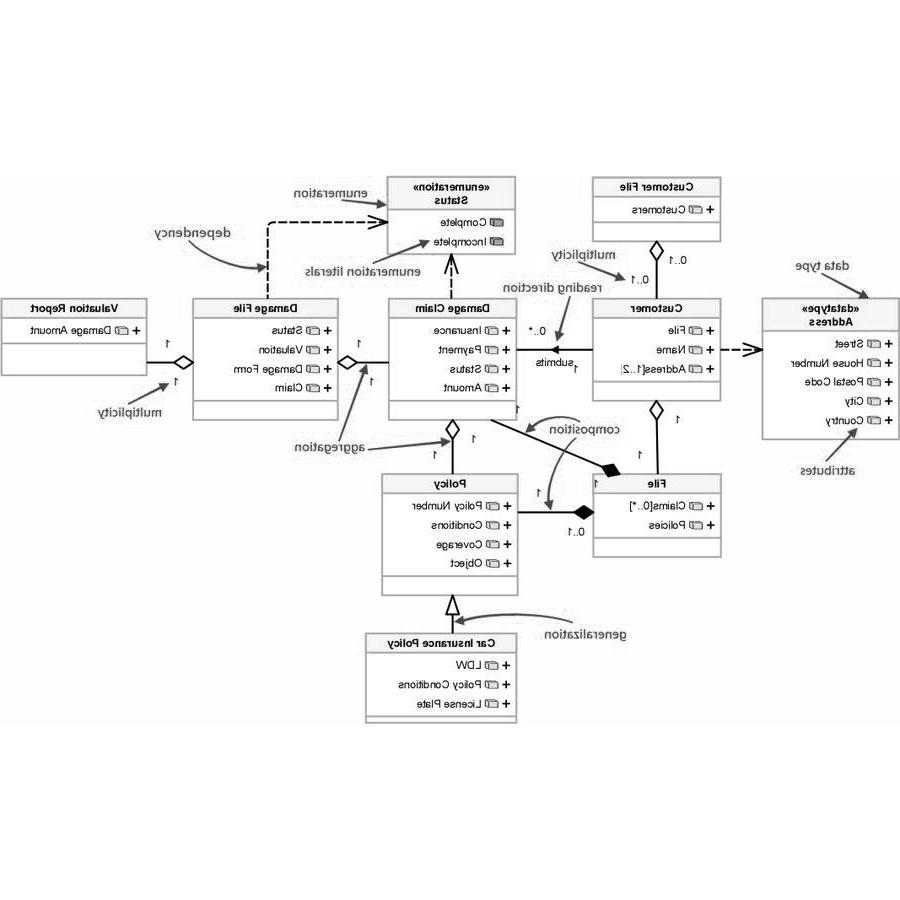 «enumeration»
Status
Complete
Incomplete
enumeration
enumeration literals
dependency
Customer File
+ Customers
0..1
multiplicity
0..1
reading direction
data type
«datatype»
Address
+ Street
+ House Number
+ Postal Code
+ City
+ Country
attributes
Customer
+ File
+ Name
+ Address[1..2]
0..*
submits
1
Damage Claim
+ Insurance
+ Payment
+ Status
+ Amount
1
1
Damage File
+ Status
+ Valuation
+ Damage Form
+ Claim
1
1
Valuation Report
+ Damage Amount
multiplicity
aggregation
composition
1
1
1
1
1
1
File
+ Claims[0..*]
+ Policies
1
0..1
Policy
+ Policy Number
+ Conditions
+ Coverage
+ Object
generalization
Car Insurance Policy
+ LDW
+ Policy Conditions
+ License Plate